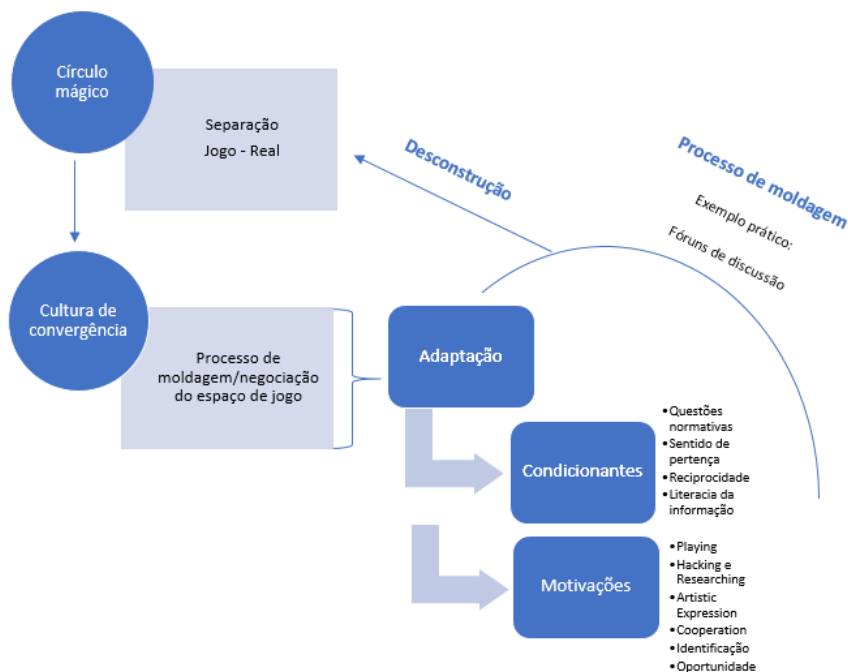 Círculo
mágico
Separação
Jogo - Real
Desconstrução
Processo de moldagem
Exemplo prático:
Fóruns de discussão
Cultura de
convergência
Processo de
moldagem/negociação
do espaço de jogo
Adaptação
Condicionantes
•Questões
normativas
•Sentido de
pertença
•Reciprocidade
•Literacia da
informação
Motivações
•Playing
•Hacking e
Researching
•Artistic
Expression
•Cooperation
•Identificação
•Oportunidade